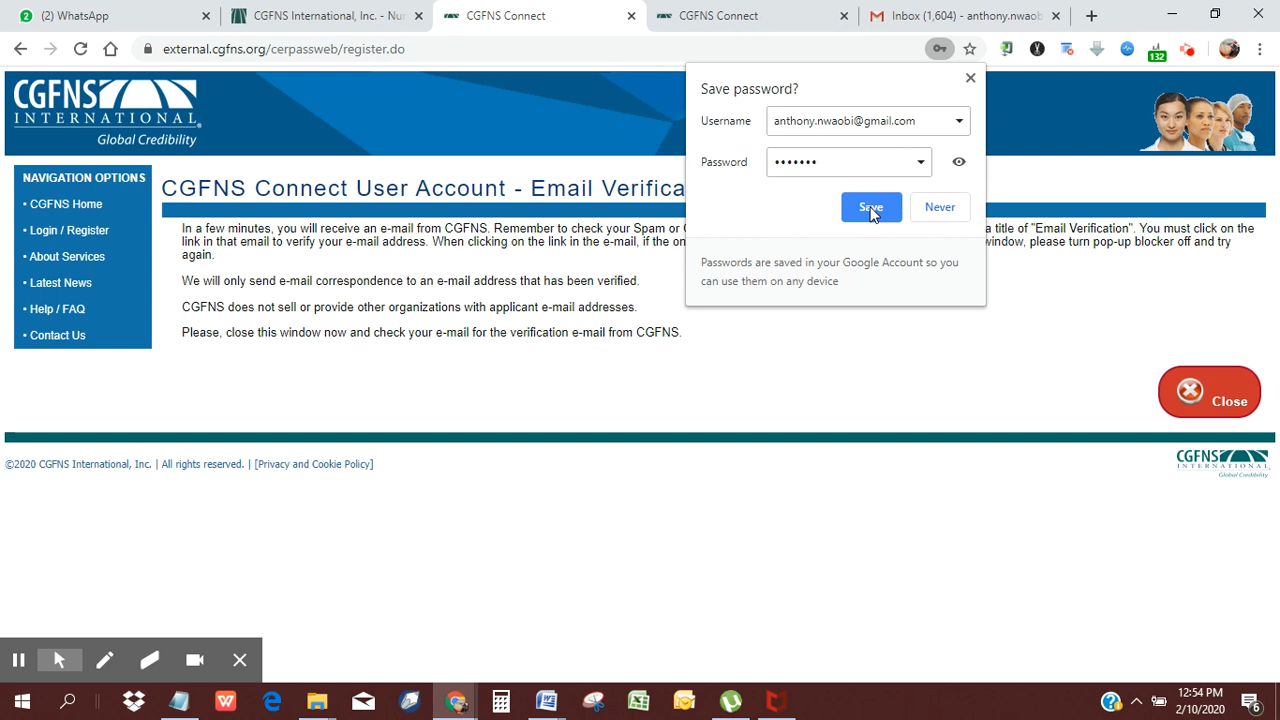 2
(2) WhatsApp
CGFNS International, Inc. - Nur
CGFNS Connect
CGFNS Connect
Inbox (1,604) - anthony.nwaob
external.cgfns.org/cerpassweb/register.do
132
CGFNS
INTERNATIONAL
Global Credibility
Save password?
Username
anthony.nwaobi@gmail.com
Password
•••••••
Save
Never
Passwords are saved in your Google Account so you
can use them on any device
NAVIGATION OPTIONS
• CGFNS Home
• Login / Register
• About Services
• Latest News
• Help / FAQ
• Contact Us
CGFNS Connect User Account - Email Verifica
In a few minutes, you will receive an e-mail from CGFNS. Remember to check your Spam or a title of "Email Verification". You must click on the
link in that email to verify your e-mail address. When clicking on the link in the e-mail, if the on window, please turn pop-up blocker off and try
again.
We will only send e-mail correspondence to an e-mail address that has been verified.
CGFNS does not sell or provide other organizations with applicant e-mail addresses.
Please, close this window now and check your e-mail for the verification e-mail from CGFNS.
Close
©2020 CGFNS International, Inc. | All rights reserved. | [Privacy and Cookie Policy]
CGFNS
INTERNATIONAL
Global Credibility
12:54 PM
2/10/2020
6